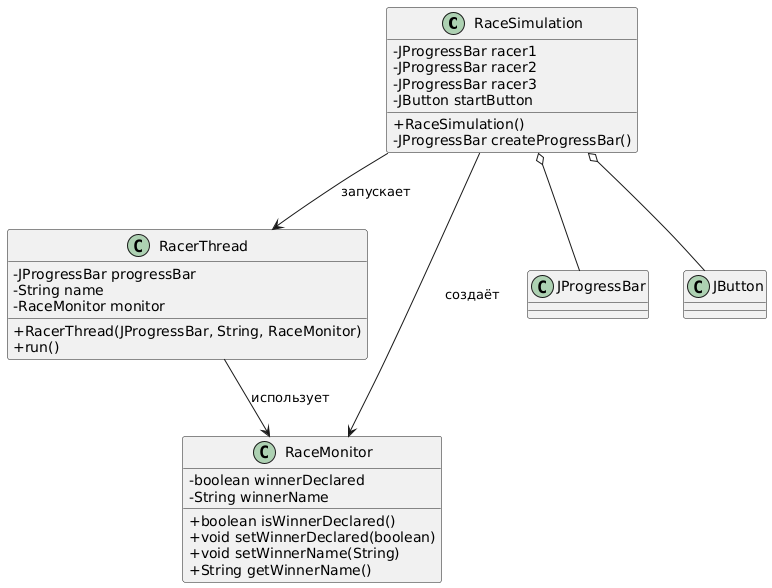 C RaceSimulation
-JProgressBar racer1
-JProgressBar racer2
-JProgressBar racer3
-JButton startButton
+RaceSimulation()
-JProgressBar createProgressBar()
запускает
C RacerThread
-JProgressBar progressBar
-String name
-RaceMonitor monitor
+RacerThread(JProgressBar, String, RaceMonitor)
+run()
создаёт
C JProgressBar
C JButton
использует
C RaceMonitor
-boolean winnerDeclared
-String winnerName
+boolean isWinnerDeclared()
+void setWinnerDeclared(boolean)
+void setWinnerName(String)
+String getWinnerName()